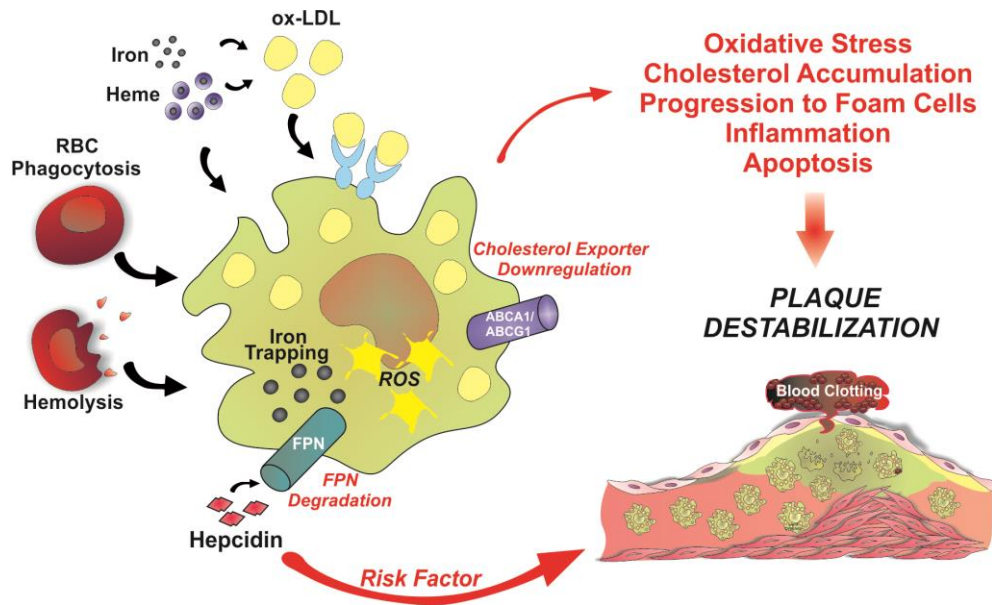 ox-LDL
Iron
Heme
RBC
Phagocytosis
Hemolysis
Cholesterol Exporter
Downregulation
ABCA1/
ABCG1
Iron
Trapping
ROS
FPN
FPN
Degradation
Hepcidin
Risk Factor
Oxidative Stress
Cholesterol Accumulation
Progression to Foam Cells
Inflammation
Apoptosis
PLAQUE
DESTABILIZATION
Blood Clotting